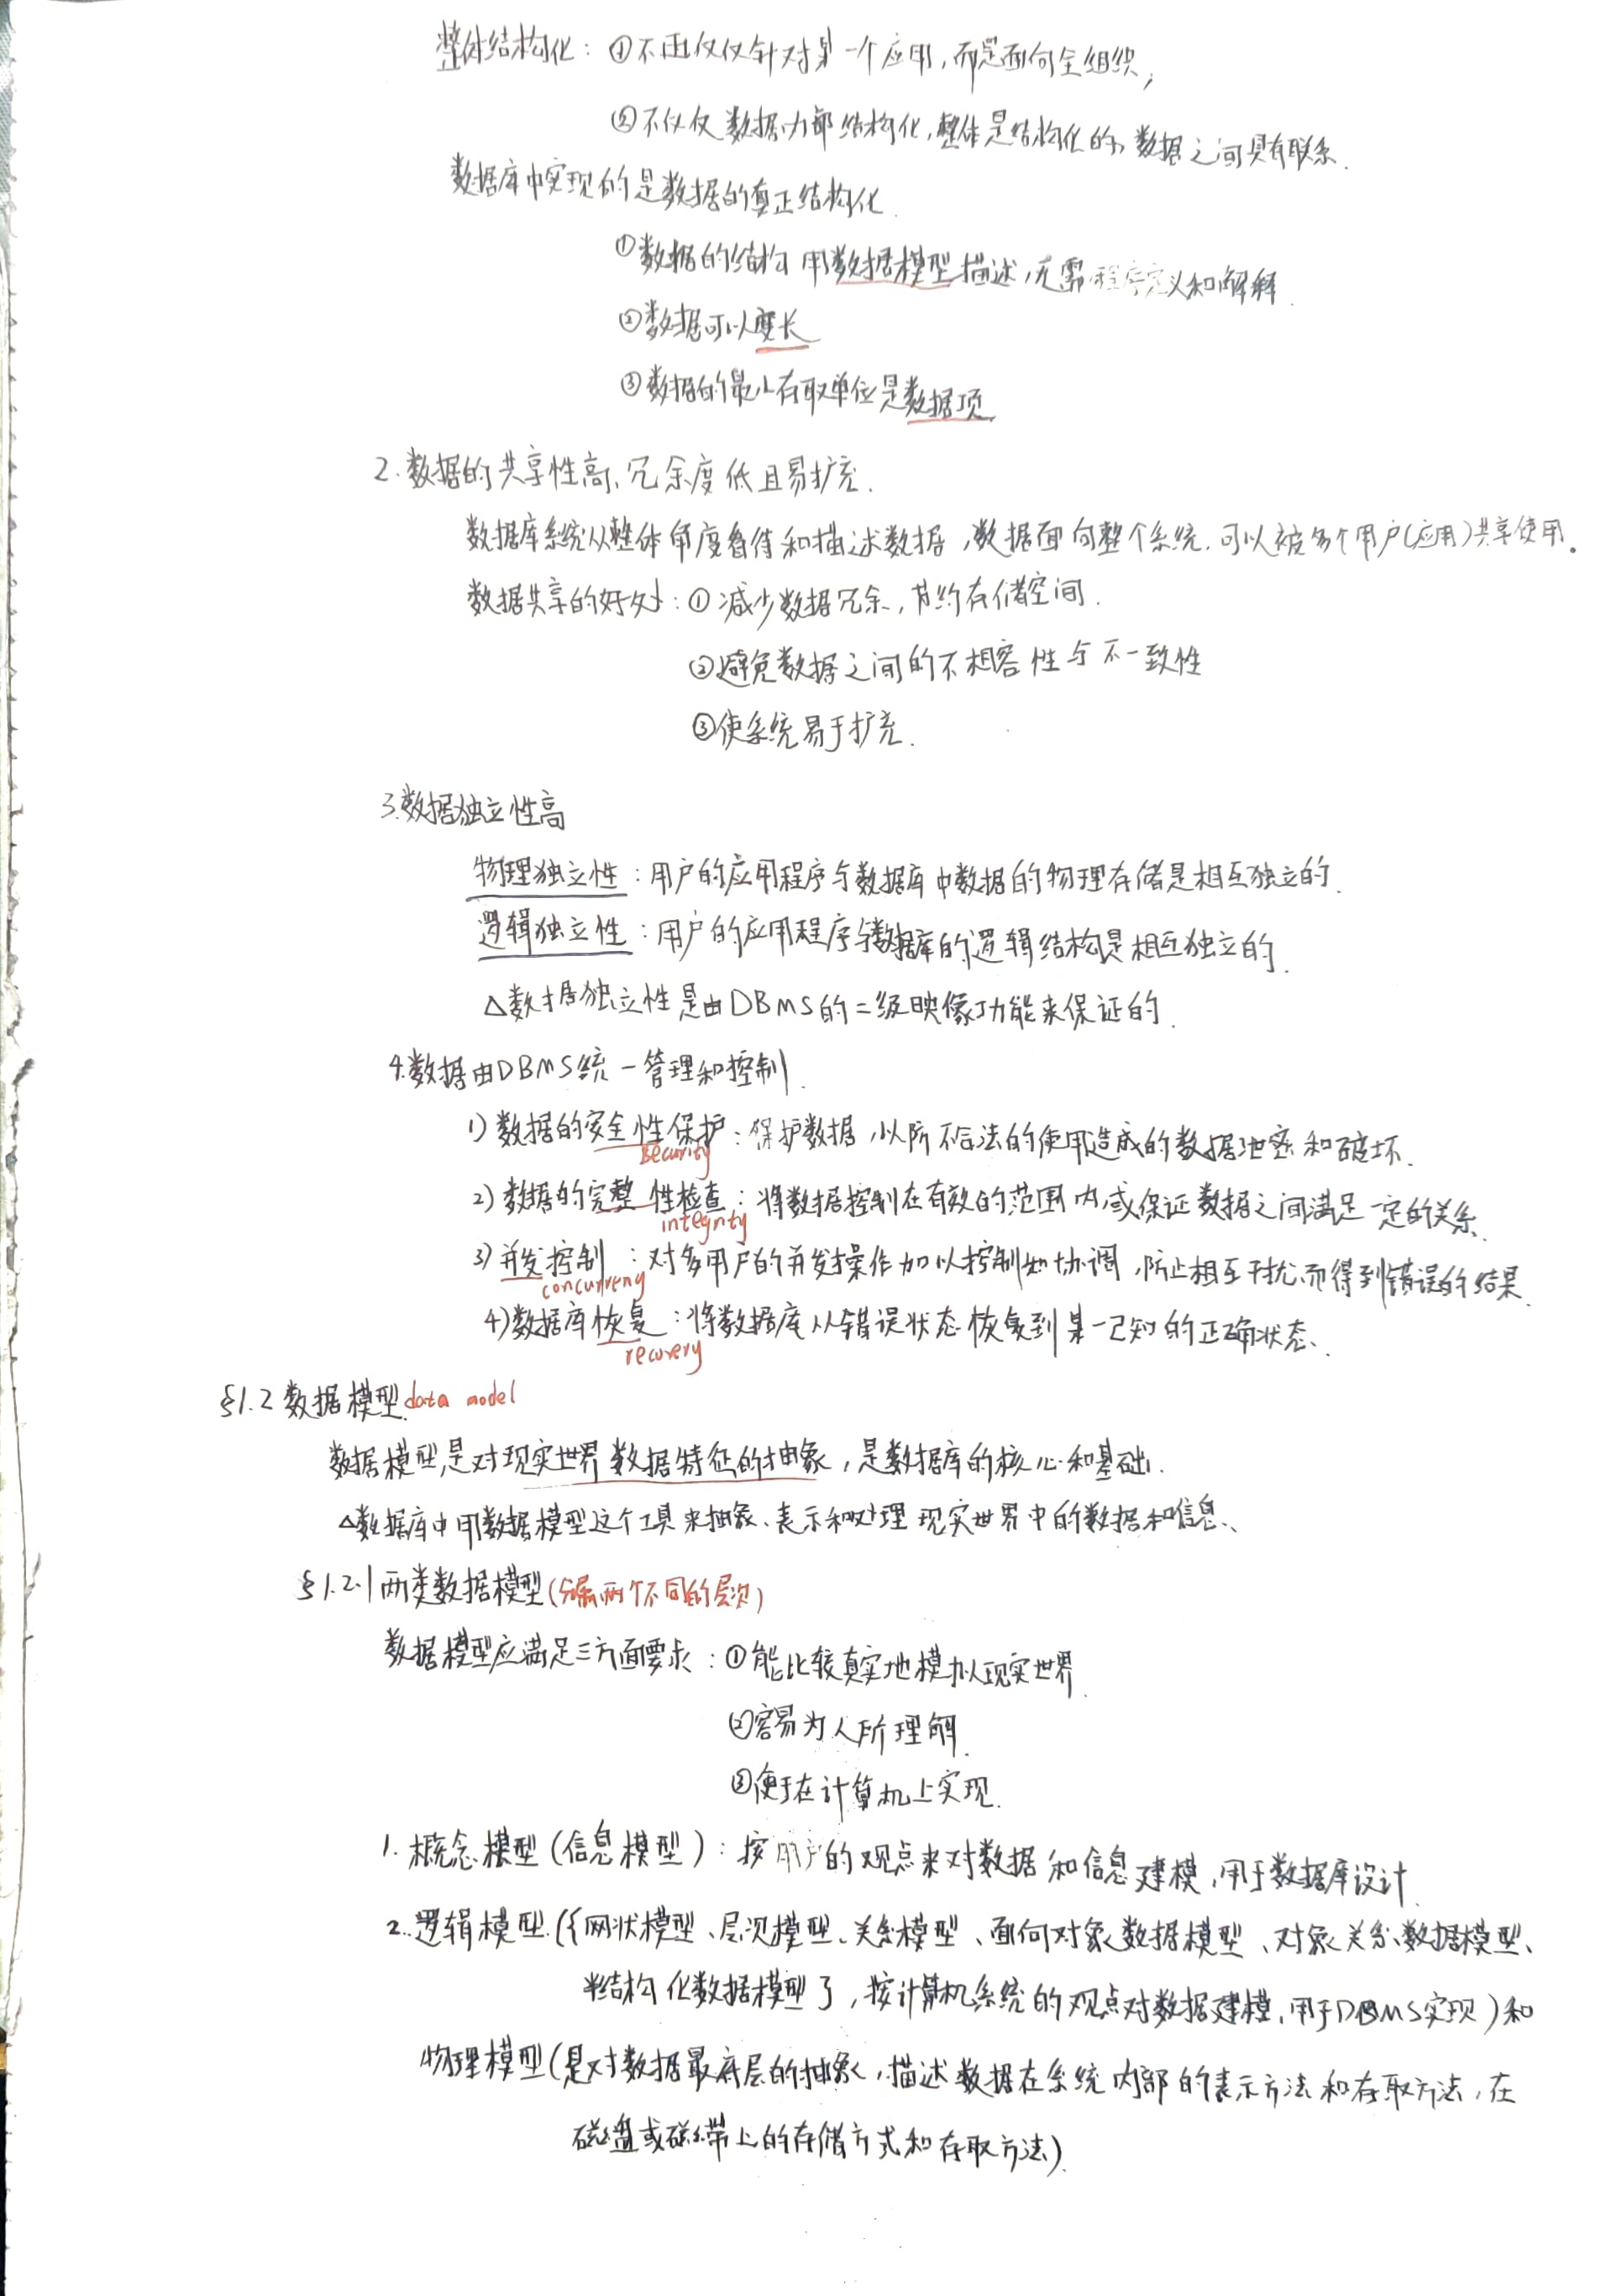 整体结构化：①不再仅仅针对某一个应用，而是面向全组织；
②不仅仅数据内部结构化，整体是结构化的，数据之间具有联系.
数据库中实现的是数据的真正结构化.
①数据的结构用数据模型描述，无需程序定义和解释.
②数据可以变长
③数据的最小存取单位是数据项
2.数据的共享性高、冗余度低且易扩充.
数据库系统从整体角度看待和描述数据，数据面向整个系统，可以被多个用户(应用)共享使用。
数据共享的好处：①减少数据冗余，节约存储空间.
②避免数据之间的不相容性与不一致性
③使系统易于扩充.
3.数据独立性高
物理独立性：用户的应用程序与数据库中数据的物理存储是相互独立的.
逻辑独立性：用户的应用程序与数据库的逻辑结构是相互独立的.
△数据独立性是由DBMS的二级映像功能来保证的.
4.数据由DBMS统一管理和控制.
1)数据的安全性保护：保护数据，以防不合法的使用造成的数据泄密和破坏.
security
2)数据的完整性检查：将数据控制在有效的范围内，或保证数据之间满足一定的关系.
integrity
3)并发控制：对多用户的并发操作加以控制和协调，防止相互干扰而得到错误的结果.
concurreny
4)数据库恢复：将数据库从错误状态恢复到某一已知的正确状态.
recovery
§1.2 数据模型.data model
数据模型是对现实世界数据特征的抽象，是数据库的核心和基础.
△数据库中用数据模型这个工具来抽象、表示和处理现实世界中的数据和信息.
§1.2.1 两类数据模型(分属两个不同的层次)
数据模型应满足三方面要求：①能比较真实地模拟现实世界.
②容易为人所理解.
③便于在计算机上实现.
1.概念模型(信息模型)：按用户的观点来对数据和信息建模，用于数据库设计.
2.逻辑模型({网状模型、层次模型、关系模型、面向对象数据模型、对象关系数据模型、
半结构化数据模型}，按计算机系统的观点对数据建模，用于DBMS实现)和
物理模型(是对数据最底层的抽象，描述数据在系统内部的表示方法和存取方法，在
磁盘或磁带上的存储方式和存取方法).